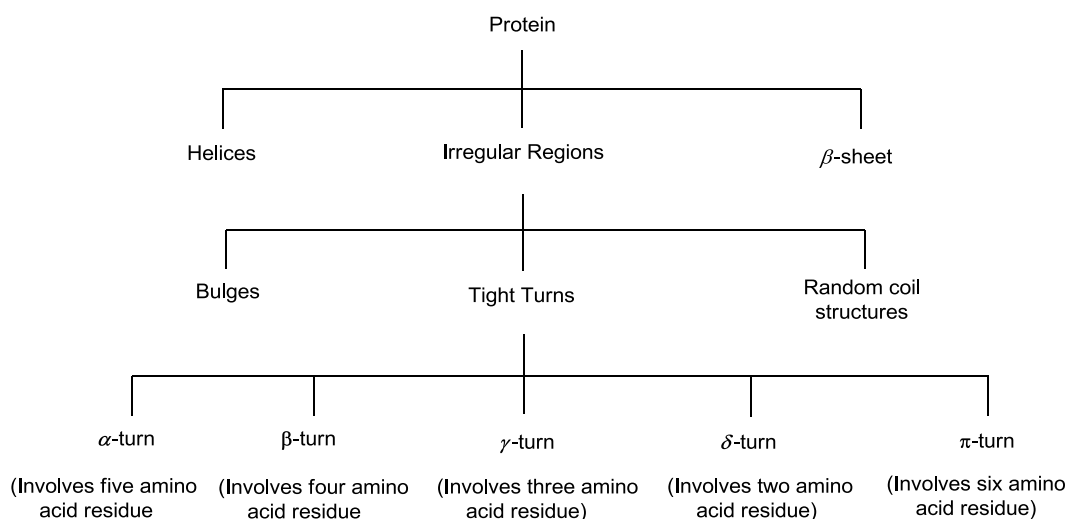 Protein
Helices
Irregular Regions
β-sheet
Bulges
Tight Turns
Random coil
structures
α-turn
β-turn
γ-turn
δ-turn
π-turn
(Involves five amino
acid residue
(Involves four amino
acid residue
(Involves three amino
acid residue)
(Involves two amino
acid residue)
(Involves six amino
acid residue)